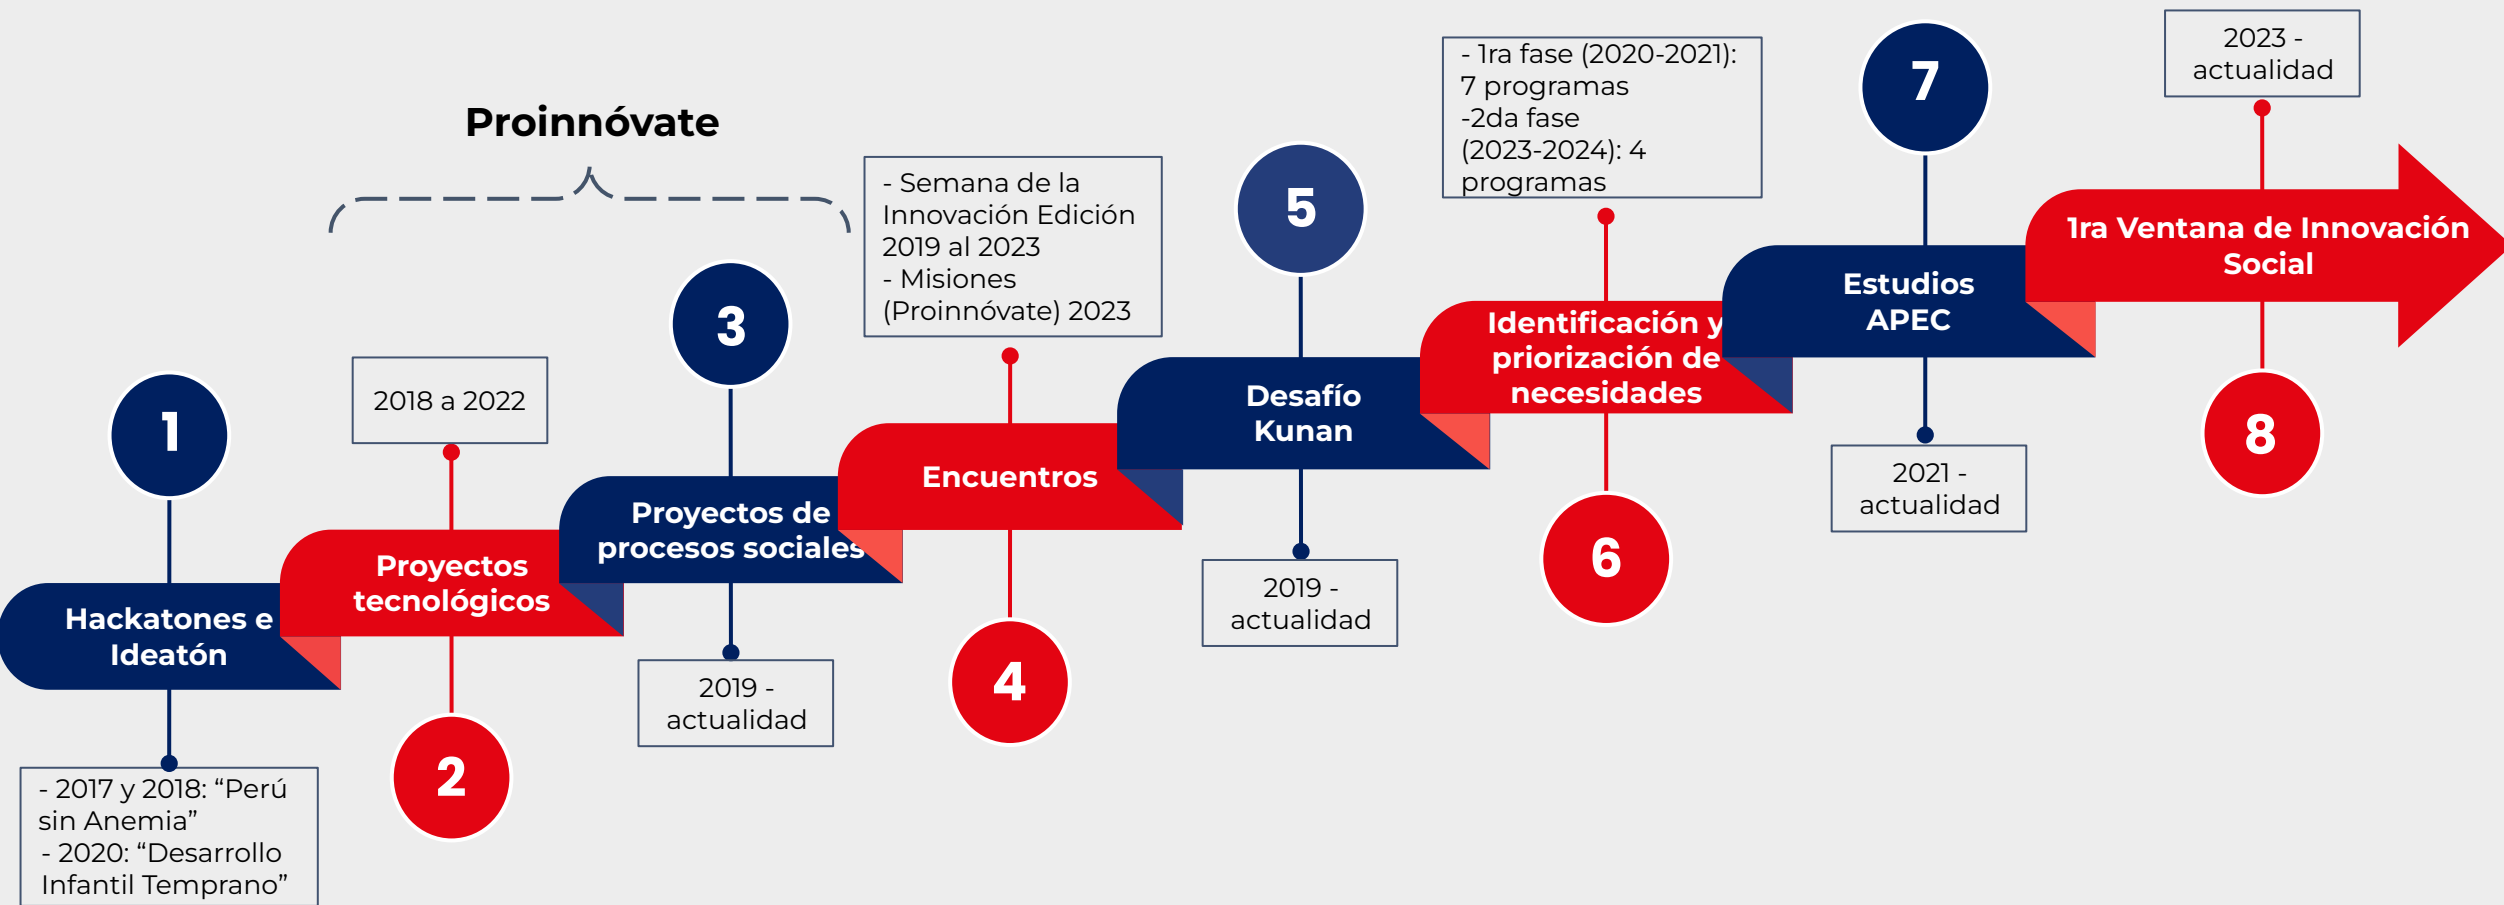 Proinnóvate
1
Hackatones e
Ideatón
- 2017 y 2018: “Perú
sin Anemia”
- 2020: “Desarrollo
Infantil Temprano”
2018 a 2022
Proyectos
tecnológicos
2
3
Proyectos de
procesos sociales
2019 -
actualidad
- Semana de la
Innovación Edición
2019 al 2023
- Misiones
(Proinnóvate) 2023
Encuentros
4
5
Desafío
Kunan
2019 -
actualidad
- 1ra fase (2020-2021):
7 programas
-2da fase
(2023-2024): 4
programas
Identificación y
priorización de
necesidades
6
7
Estudios
APEC
2021 -
actualidad
2023 -
actualidad
1ra Ventana de Innovación
Social
8